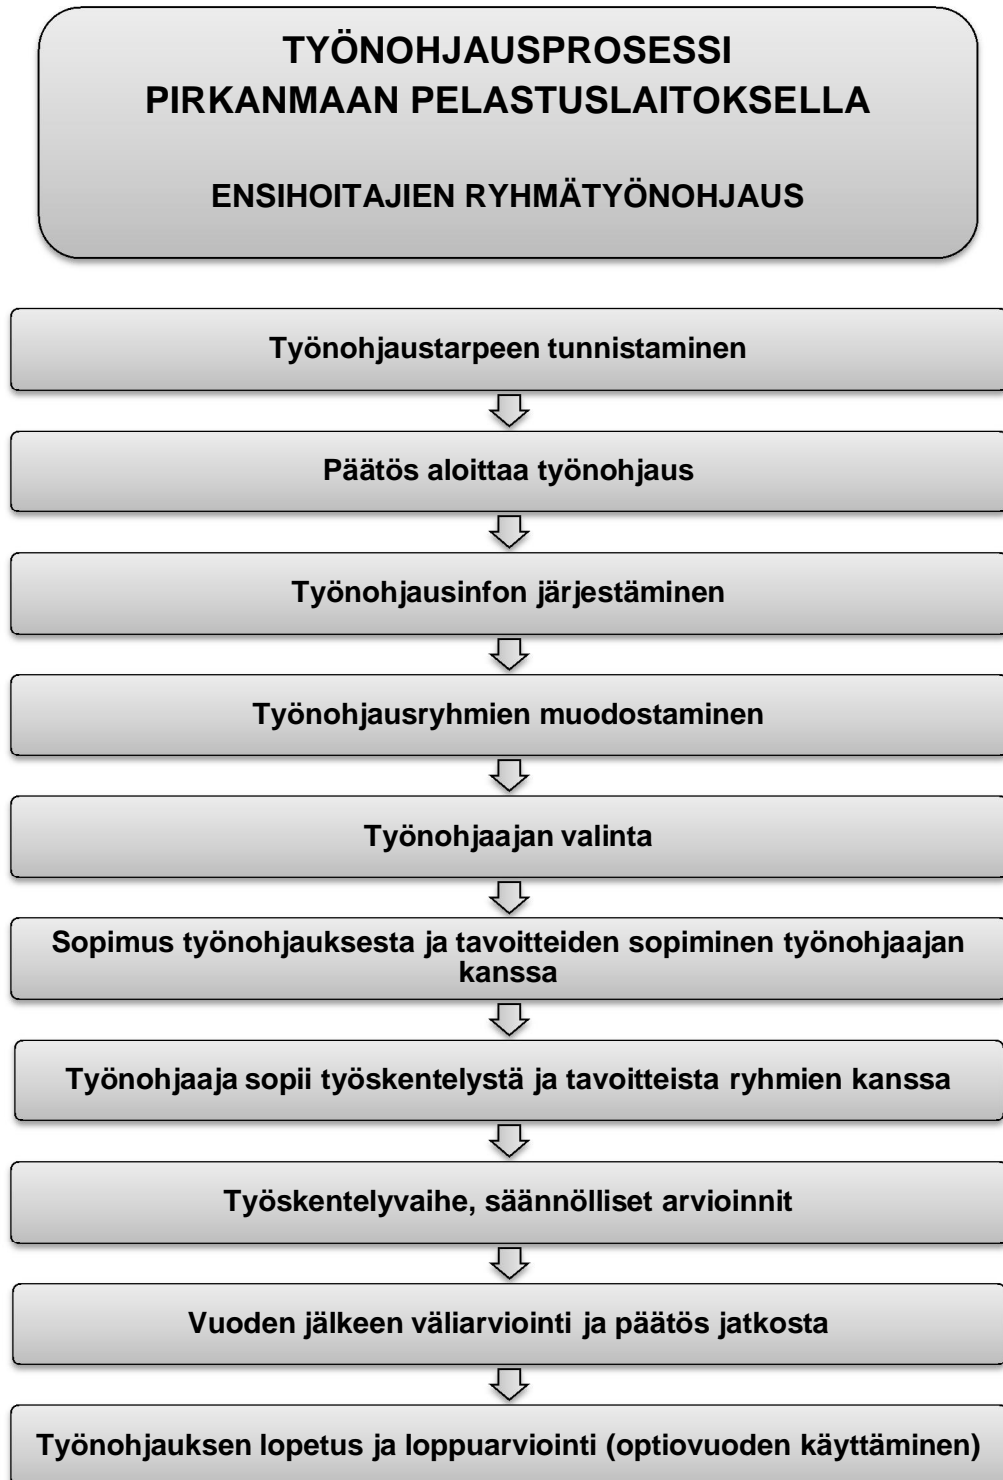 TYÖNOHJAUSPROSESSI
PIRKANMAAN PELASTUSLAITOKSELLA
ENSIHOITAJIEN RYHMÄTYÖNOHJAUS
Työnohjaustarpeen tunnistaminen
Päätös aloittaa työnohjaus
Työnohjausinfon järjestäminen
Työnohjausryhmien muodostaminen
Työnohjaajan valinta
Sopimus työnohjauksesta ja tavoitteiden sopiminen työnohjaajan
kanssa
Työnohjaaja sopii työskentelystä ja tavoitteista ryhmien kanssa
Työskentelyvaihe, säännölliset arvioinnit
Vuoden jälkeen väliarviointi ja päätös jatkosta
Työnohjauksen lopetus ja loppuarviointi (optiovuoden käyttäminen)